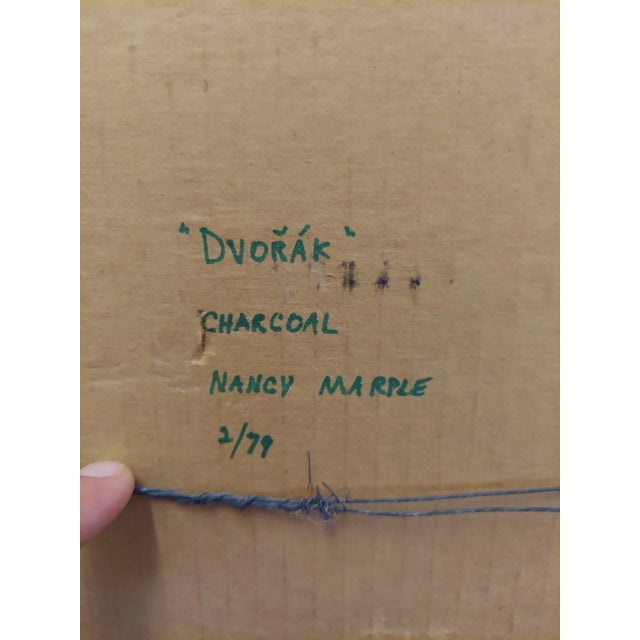 "DVOŘÁK"
CHARCOAL
NANCY MARPLE
2/79